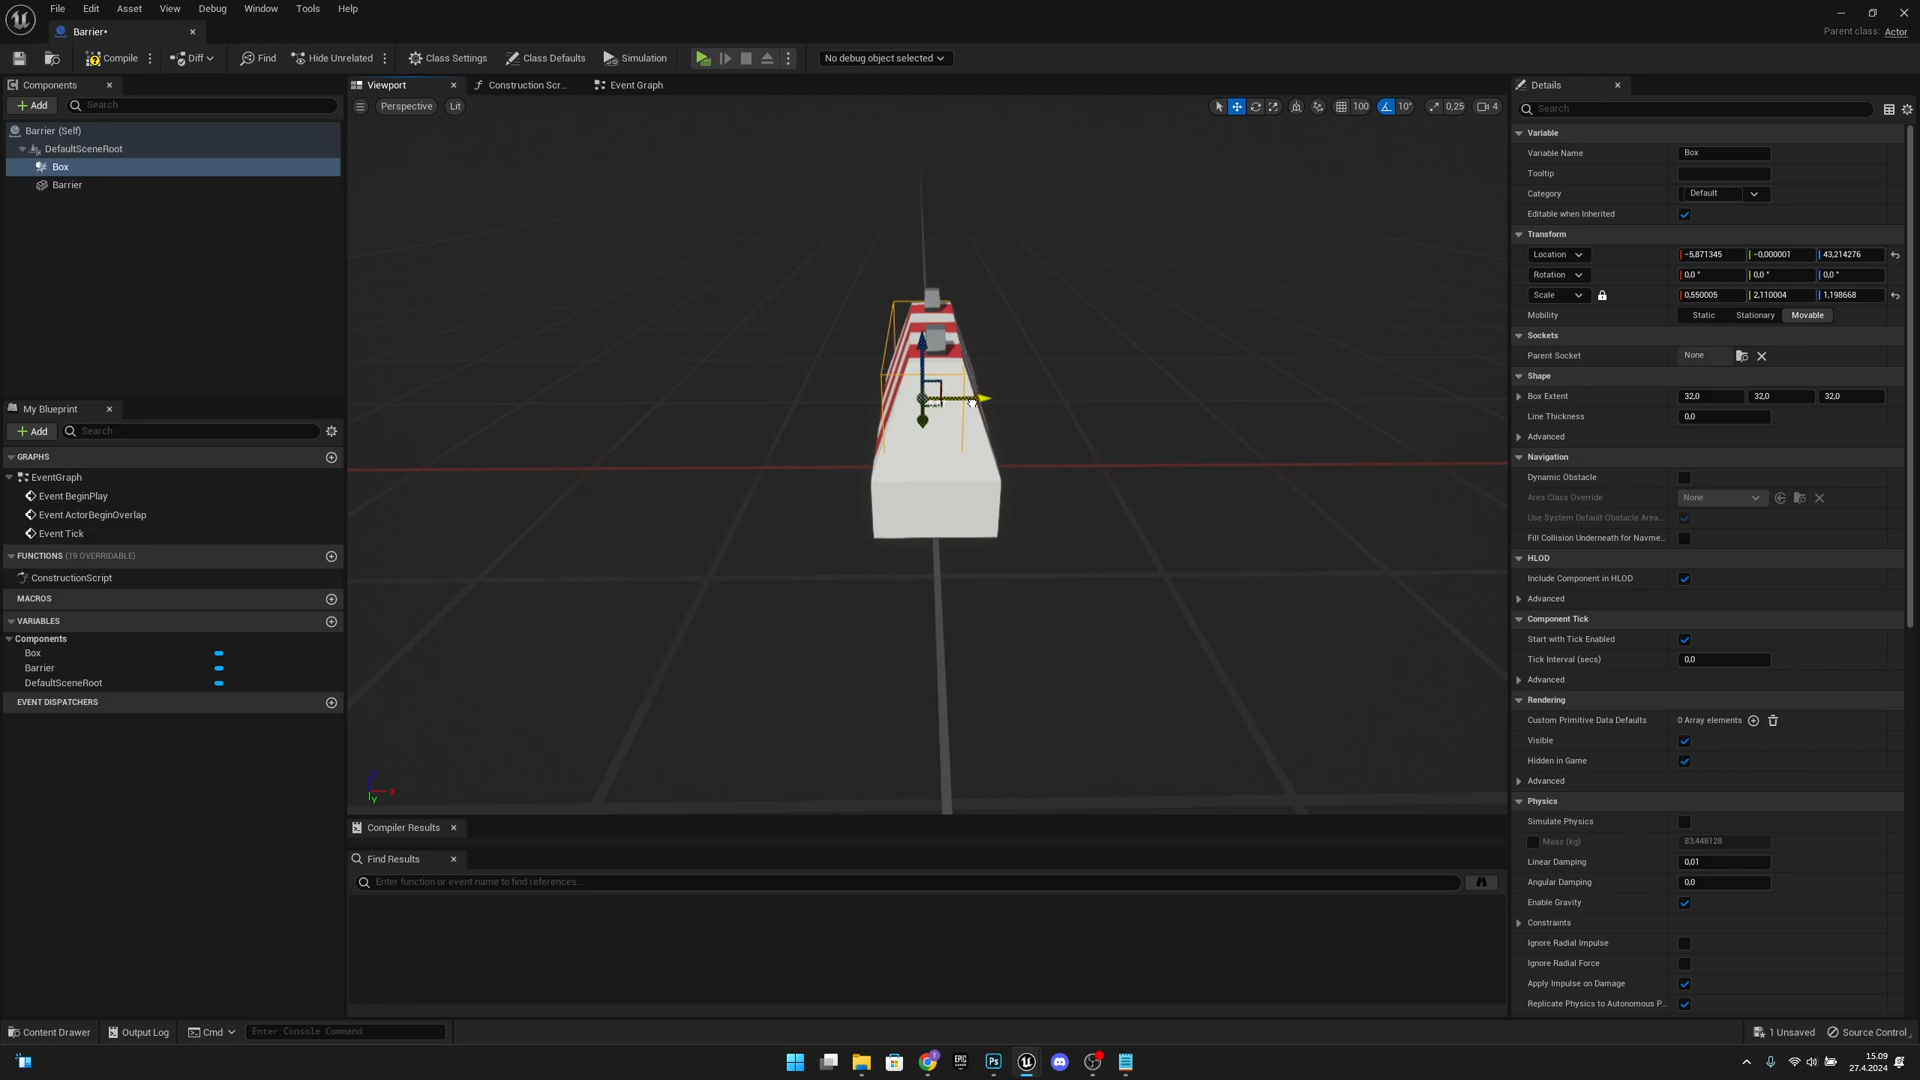 File Edit Asset View Debug Window Tools Help
Barrier*
Parent class: Actor
Compile Diff Find Hide Unrelated Class Settings Class Defaults Simulation No debug object selected
Components
Add Search
Barrier (Self)
DefaultSceneRoot
Box
Barrier
My Blueprint
Add Search
GRAPHS
EventGraph
Event BeginPlay
Event ActorBeginOverlap
Event Tick
FUNCTIONS (19 OVERRIDABLE)
ConstructionScript
MACROS
VARIABLES
Components
Box
Barrier
DefaultSceneRoot
EVENT DISPATCHERS
Viewport Construction Scr... Event Graph
Perspective Lit
100 10° 0,25 4
X
Y
Compiler Results
Find Results
Enter function or event name to find references...
Details
Search
Variable
Variable Name Box
Tooltip
Category Default
Editable when Inherited
Transform
Location -5,871345 -0,000001 43,214276
Rotation 0,0 ° 0,0 ° 0,0 °
Scale 0,550005 2,110004 1,198668
Mobility Static Stationary Movable
Sockets
Parent Socket None
Shape
Box Extent 32,0 32,0 32,0
Line Thickness 0,0
Advanced
Navigation
Dynamic Obstacle
Area Class Override None
Use System Default Obstacle Area...
Fill Collision Underneath for Navme...
HLOD
Include Component in HLOD
Advanced
Component Tick
Start with Tick Enabled
Tick Interval (secs) 0,0
Advanced
Rendering
Custom Primitive Data Defaults 0 Array elements
Visible
Hidden in Game
Advanced
Physics
Simulate Physics
Mass (kg) 83,448128
Linear Damping 0,01
Angular Damping 0,0
Enable Gravity
Constraints
Ignore Radial Impulse
Ignore Radial Force
Apply Impulse on Damage
Replicate Physics to Autonomous P...
Content Drawer Output Log Cmd Enter Console Command
1 Unsaved Source Control
EPIC
Ps
15.09
27.4.2024